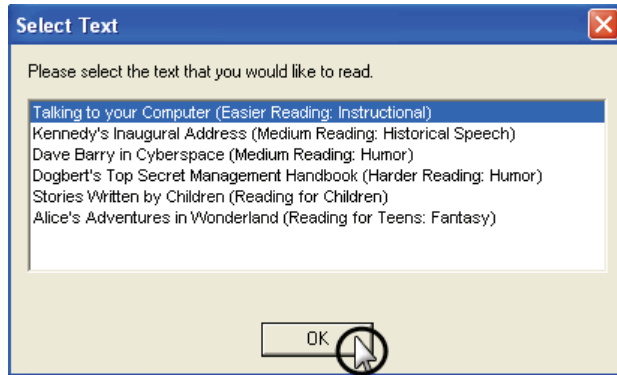 Select Text
Please select the text that you would like to read.
Talking to your Computer (Easier Reading: Instructional)
Kennedy's Inaugural Address (Medium Reading: Historical Speech)
Dave Barry in Cyberspace (Medium Reading: Humor)
Dogbert's Top Secret Management Handbook (Harder Reading: Humor)
Stories Written by Children (Reading for Children)
Alice's Adventures in Wonderland (Reading for Teens: Fantasy)
OK